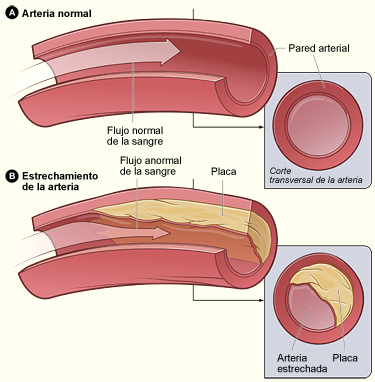 A Arteria normal
Pared arterial
Flujo normal
de la sangre
Corte
transversal de la arteria
B Estrechamiento
de la arteria
Flujo anormal
de la sangre
Placa
Arteria
estrechada
Placa